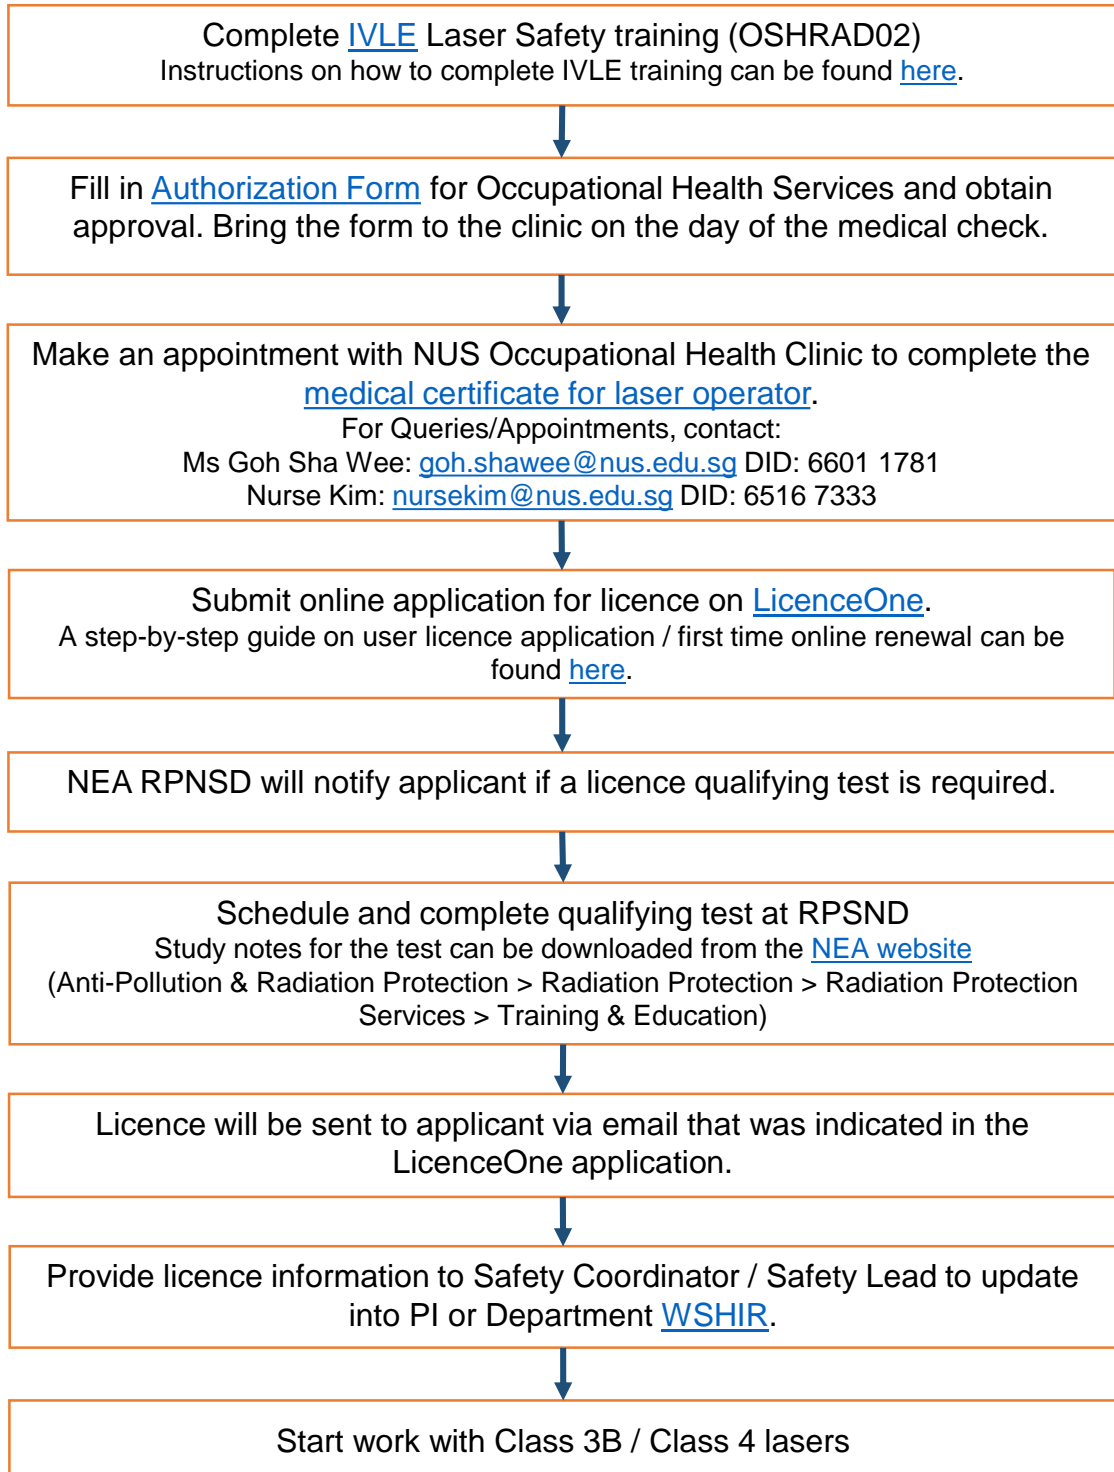 Complete IVLE Laser Safety training (OSHRAD02)
Instructions on how to complete IVLE training can be found here.
Fill in Authorization Form for Occupational Health Services and obtain
approval. Bring the form to the clinic on the day of the medical check.
Make an appointment with NUS Occupational Health Clinic to complete the
medical certificate for laser operator.
For Queries/Appointments, contact:
Ms Goh Sha Wee: goh.shawee@nus.edu.sg DID: 6601 1781
Nurse Kim: nursekim@nus.edu.sg DID: 6516 7333
Submit online application for licence on LicenceOne.
A step-by-step guide on user licence application / first time online renewal can be
found here.
NEA RPNSD will notify applicant if a licence qualifying test is required.
Schedule and complete qualifying test at RPSND
Study notes for the test can be downloaded from the NEA website
(Anti-Pollution & Radiation Protection > Radiation Protection > Radiation Protection
Services > Training & Education)
Licence will be sent to applicant via email that was indicated in the
LicenceOne application.
Provide licence information to Safety Coordinator / Safety Lead to update
into PI or Department WSHIR.
Start work with Class 3B / Class 4 lasers